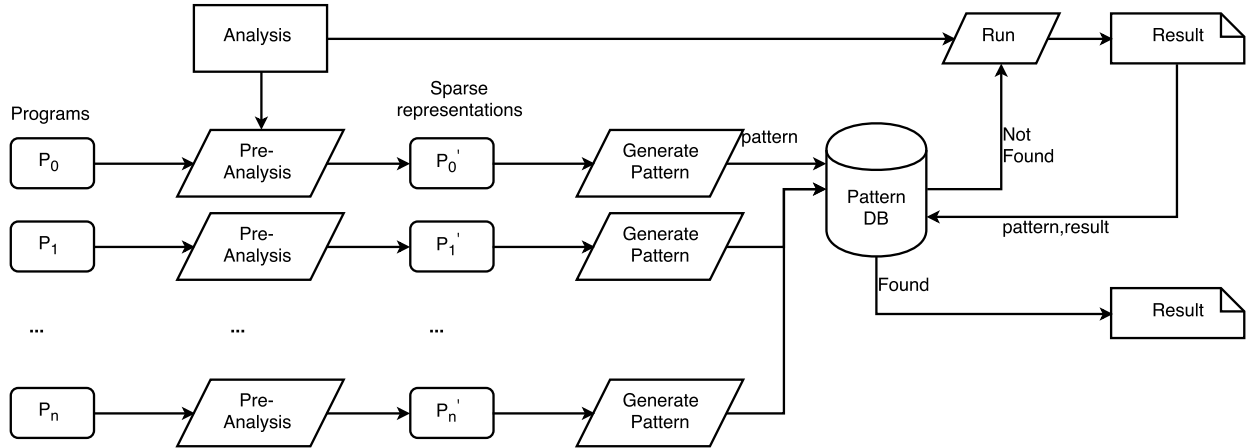 Analysis
Run
Result
Programs
Sparse
representations
P0
Pre-
Analysis
P0'
Generate
Pattern
pattern
Not
Found
P1
Pre-
Analysis
P1'
Generate
Pattern
Pattern
DB
pattern,result
Found
Result
...
...
...
Pn
Pre-
Analysis
Pn'
Generate
Pattern